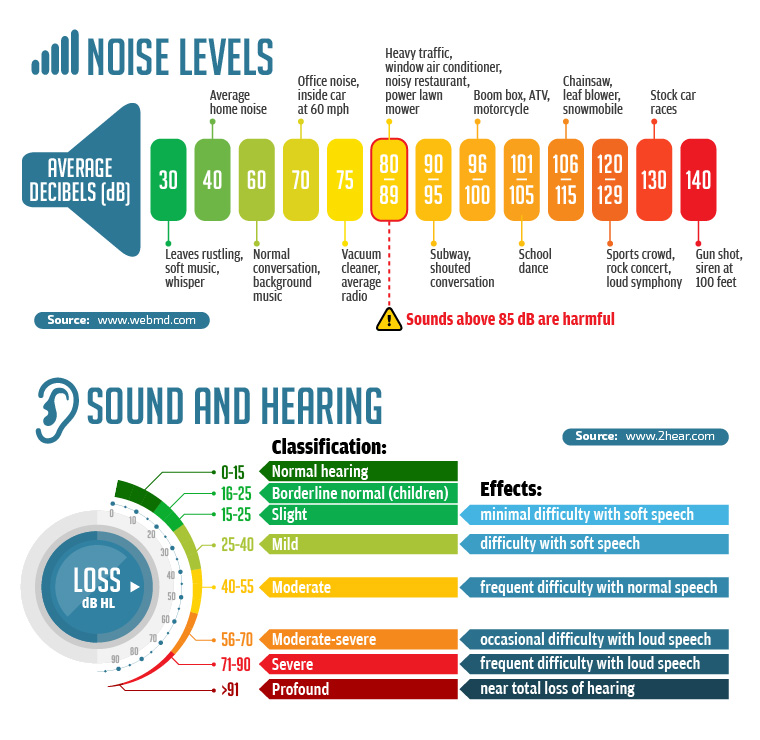 NOISE LEVELS
Heavy traffic,
window air conditioner,
noisy restaurant,
power lawn
mower
Average
home noise
Office noise,
inside car
at 60 mph
Boom box, ATV,
motorcycle
Chainsaw,
leaf blower,
snowmobile
Stock car
races
AVERAGE
DECIBELS (dB)
30
40
60
70
75
80
89
90
95
96
100
101
105
106
115
120
129
130
140
Leaves rustling,
soft music,
whisper
Normal
conversation,
background
music
Vacuum
cleaner,
average
radio
Subway,
shouted
conversation
School
dance
Sports crowd,
rock concert,
loud symphony
Gun shot,
siren at
100 feet
Source: www.webmd.com
! Sounds above 85 dB are harmful
SOUND AND HEARING
Source: www.2hear.com
Classification:
Effects:
0-15 Normal hearing
16-25 Borderline normal (children)
15-25 Slight minimal difficulty with soft speech
25-40 Mild difficulty with soft speech
40-55 Moderate frequent difficulty with normal speech
56-70 Moderate-severe occasional difficulty with loud speech
71-90 Severe frequent difficulty with loud speech
>91 Profound near total loss of hearing
LOSS
dB HL
0
10
20
30
40
50
60
70
80
90